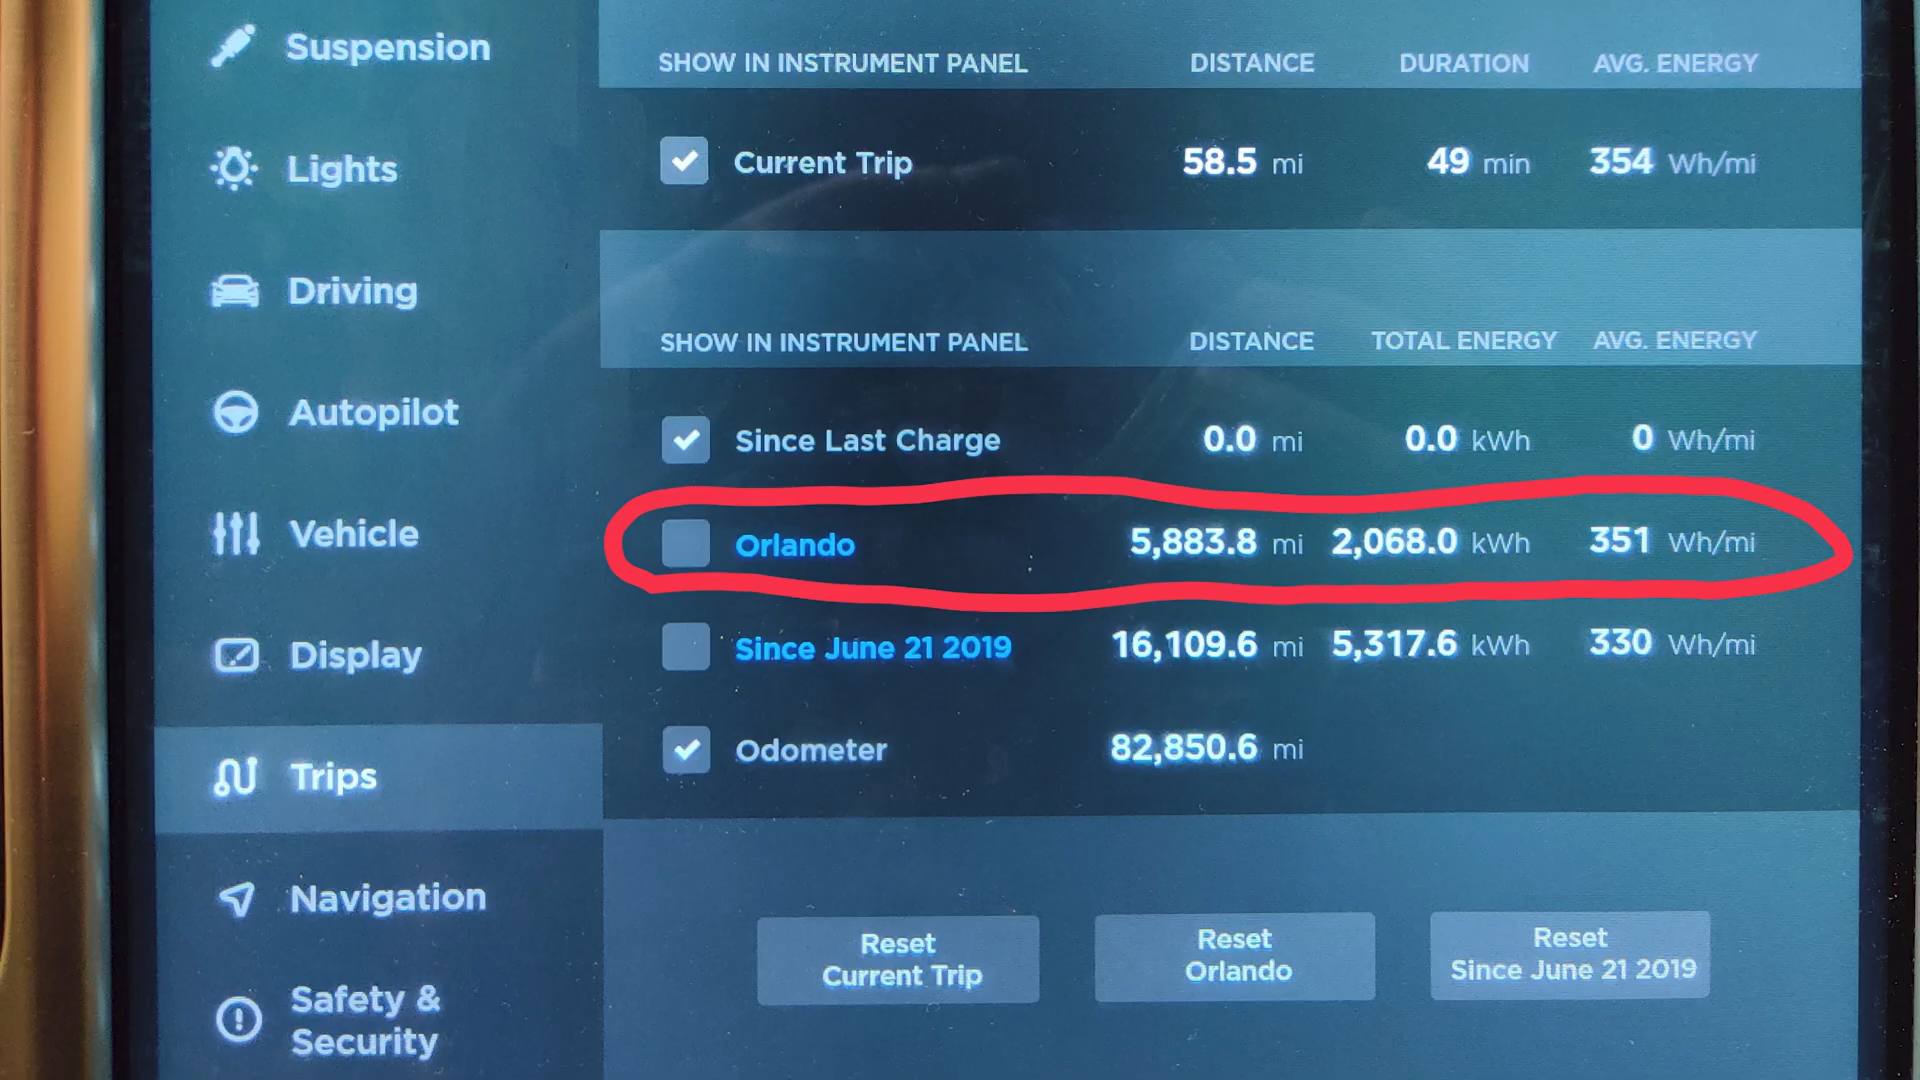 Suspension
Lights
Driving
Autopilot
Vehicle
Display
Trips
Navigation
Safety &
Security
SHOW IN INSTRUMENT PANEL DISTANCE DURATION AVG. ENERGY
Current Trip 58.5 mi 49 min 354 Wh/mi
SHOW IN INSTRUMENT PANEL DISTANCE TOTAL ENERGY AVG. ENERGY
Since Last Charge 0.0 mi 0.0 kWh 0 Wh/mi
Orlando 5,883.8 mi 2,068.0 kWh 351 Wh/mi
Since June 21 2019 16,109.6 mi 5,317.6 kWh 330 Wh/mi
Odometer 82,850.6 mi
Reset
Current Trip
Reset
Orlando
Reset
Since June 21 2019